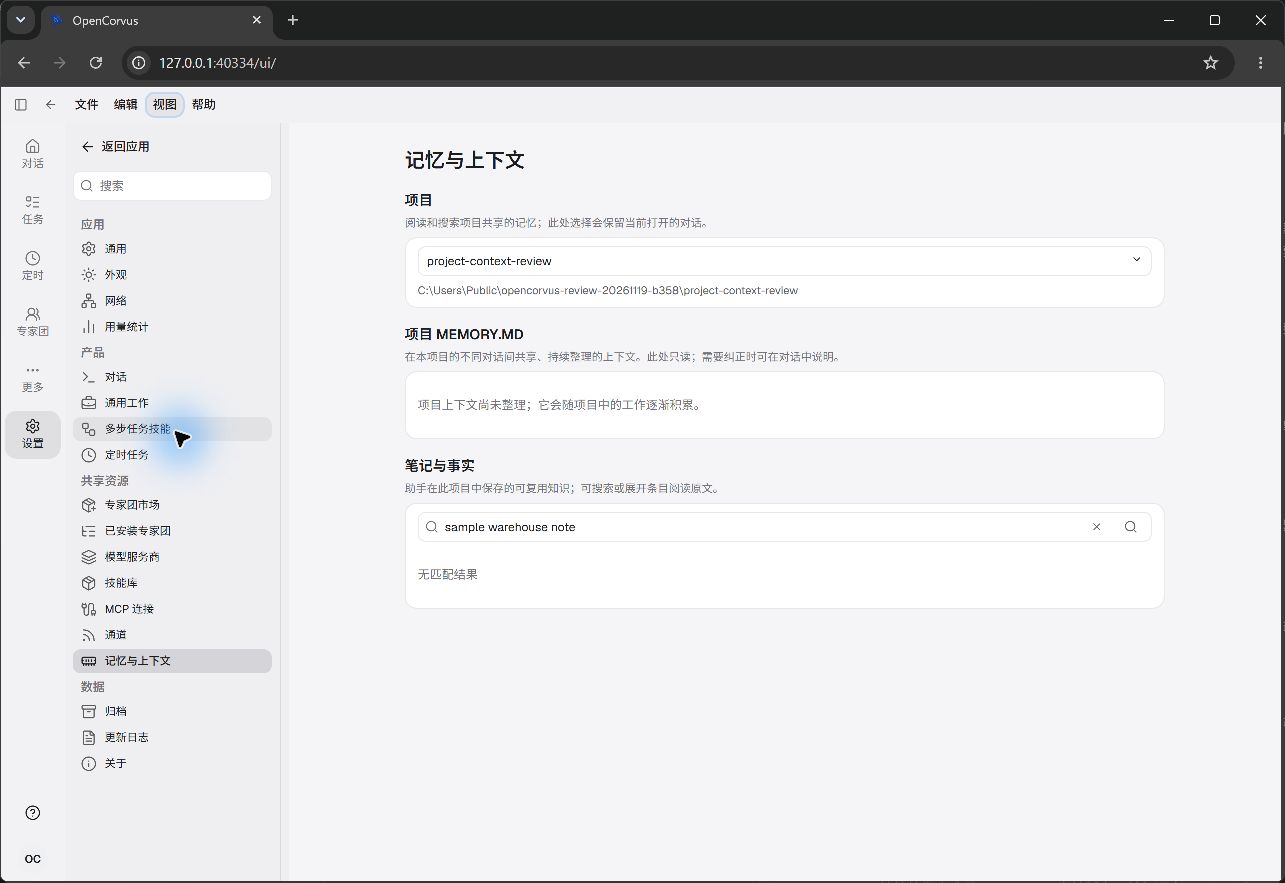 OpenCorvus
127.0.0.1:40334/ui/
文件 编辑 视图 帮助
对话
任务
定时
专家团
更多
设置
OC
返回应用
搜索
应用
通用
外观
网络
用量统计
产品
对话
通用工作
多步任务技能
定时任务
共享资源
专家团市场
已安装专家团
模型服务商
技能库
MCP 连接
通道
记忆与上下文
数据
归档
更新日志
关于
记忆与上下文
项目
阅读和搜索项目共享的记忆；此处选择会保留当前打开的对话。
project-context-review
C:\Users\Public\opencorvus-review-20261119-b358\project-context-review
项目 MEMORY.MD
在本项目的不同对话间共享、持续整理的上下文。此处只读；需要纠正时可在对话中说明。
项目上下文尚未整理；它会随项目中的工作逐渐积累。
笔记与事实
助手在此项目中保存的可复用知识；可搜索或展开条目阅读原文。
sample warehouse note
无匹配结果